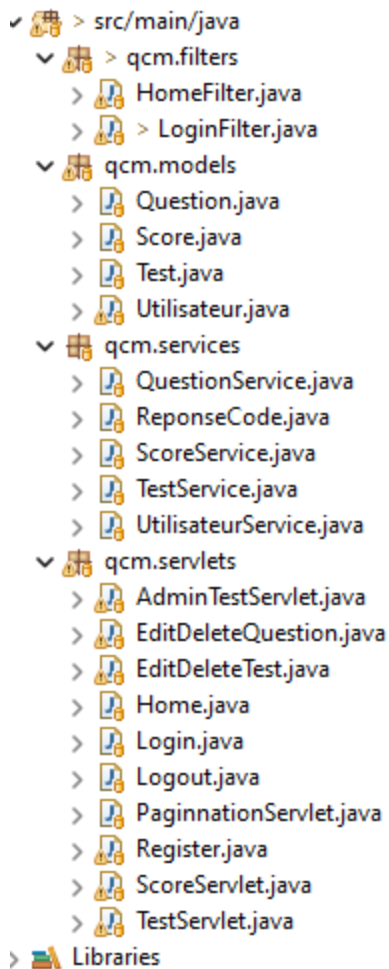 > src/main/java
> qcm.filters
HomeFilter.java
> LoginFilter.java
qcm.models
Question.java
Score.java
Test.java
Utilisateur.java
qcm.services
QuestionService.java
ReponseCode.java
ScoreService.java
TestService.java
UtilisateurService.java
qcm.servlets
AdminTestServlet.java
EditDeleteQuestion.java
EditDeleteTest.java
Home.java
Login.java
Logout.java
PaginnationServlet.java
Register.java
ScoreServlet.java
TestServlet.java
Libraries